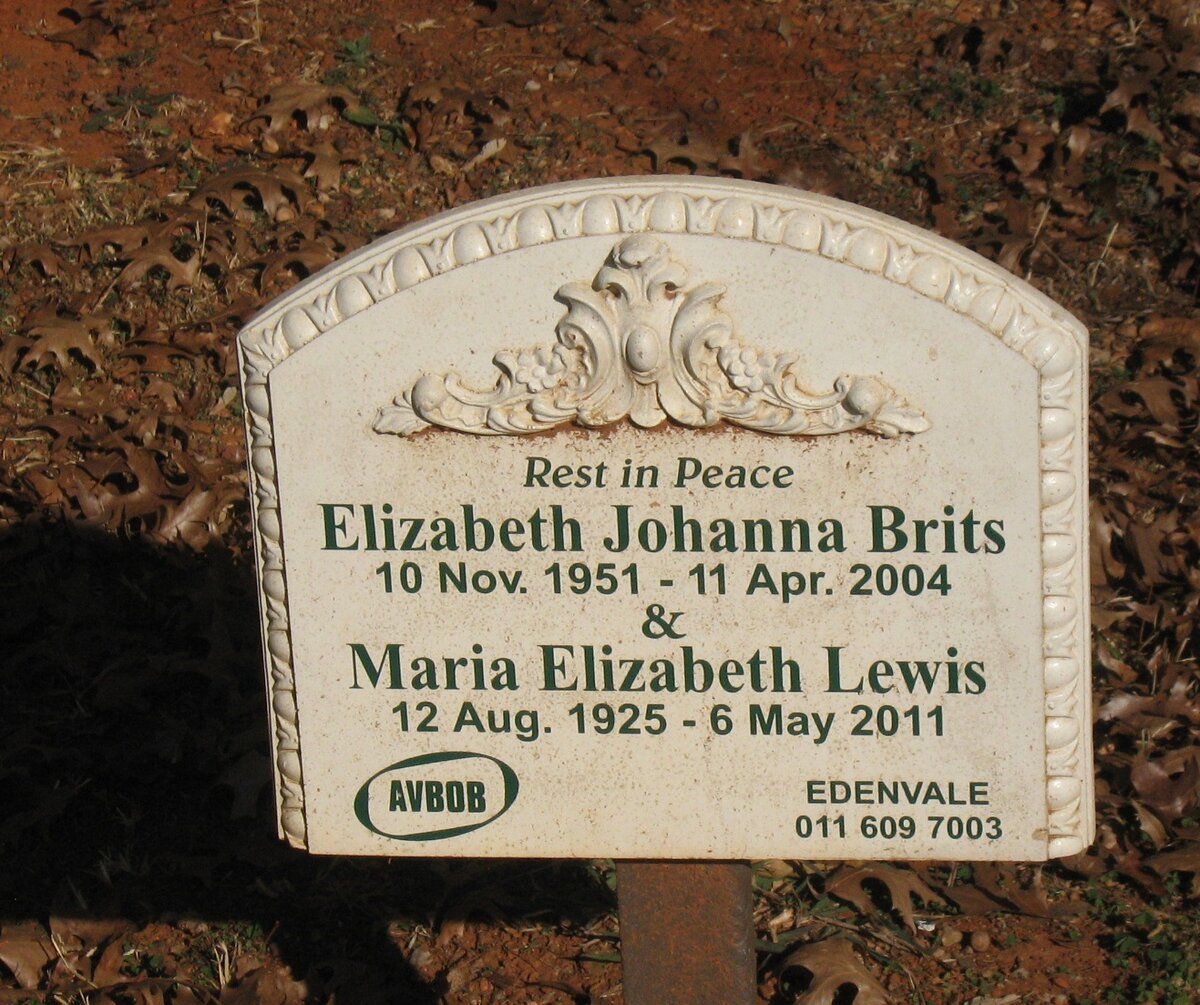 Rest in Peace
Elizabeth Johanna Brits
10 Nov. 1951 - 11 Apr. 2004
&
Maria Elizabeth Lewis
12 Aug. 1925 - 6 May 2011
AVBOB
EDENVALE
011 609 7003